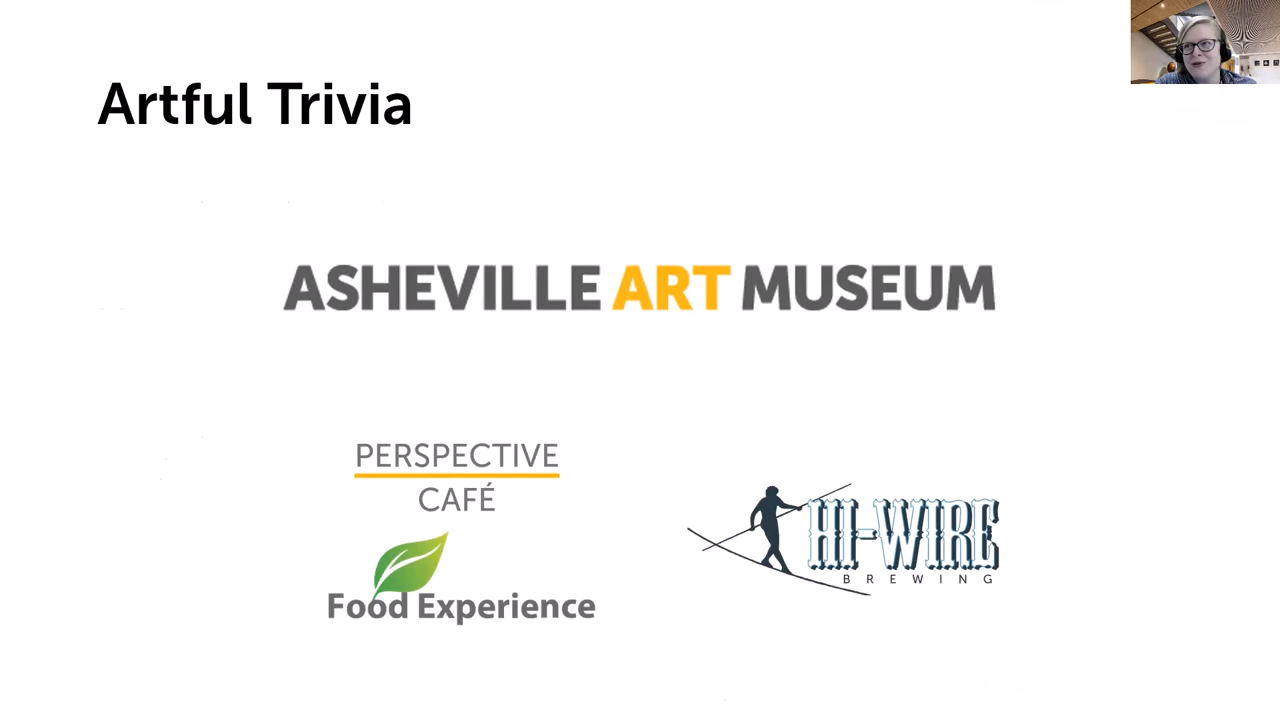 Artful Trivia
ASHEVILLE ART MUSEUM
PERSPECTIVE
CAFÉ
Food Experience
HI-WIRE
BREWING